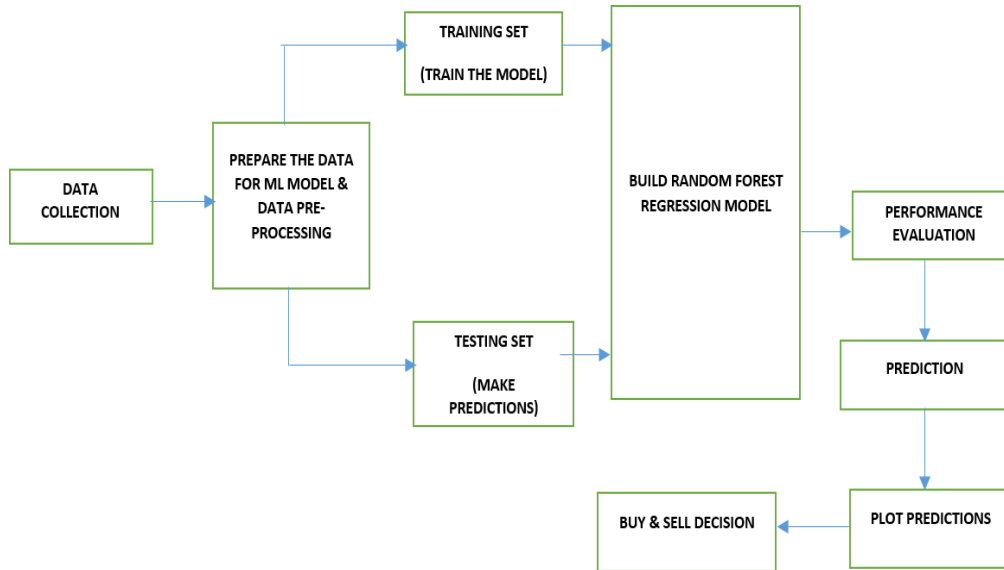 DATA
COLLECTION
PREPARE THE DATA
FOR ML MODEL &
DATA PRE-
PROCESSING
TRAINING SET
(TRAIN THE MODEL)
TESTING SET
(MAKE
PREDICTIONS)
BUILD RANDOM FOREST
REGRESSION MODEL
PERFORMANCE
EVALUATION
PREDICTION
PLOT PREDICTIONS
BUY & SELL DECISION